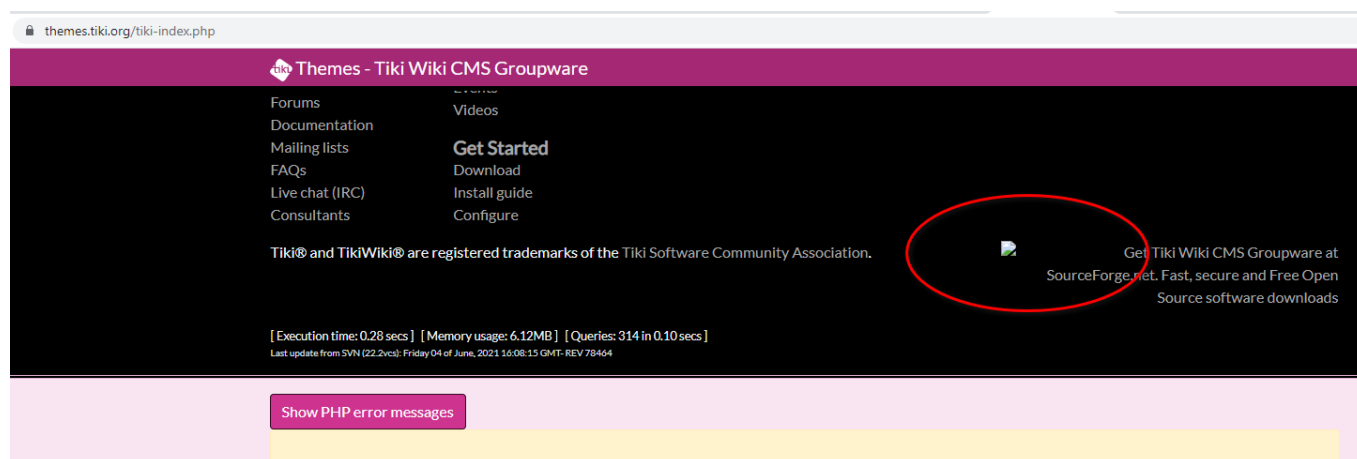 themes.tiki.org/tiki-index.php
tiki Themes - Tiki Wiki CMS Groupware
Forums
Documentation
Mailing lists
FAQs
Live chat (IRC)
Consultants
Videos
Get Started
Download
Install guide
Configure
Tiki® and TikiWiki® are registered trademarks of the Tiki Software Community Association.
Get Tiki Wiki CMS Groupware at
SourceForge.net. Fast, secure and Free Open
Source software downloads
[ Execution time: 0.28 secs ] [ Memory usage: 6.12MB ] [ Queries: 314 in 0.10 secs ]
Last update from SVN (22.2vcs): Friday 04 of June, 2021 16:08:15 GMT- REV 78464
Show PHP error messages